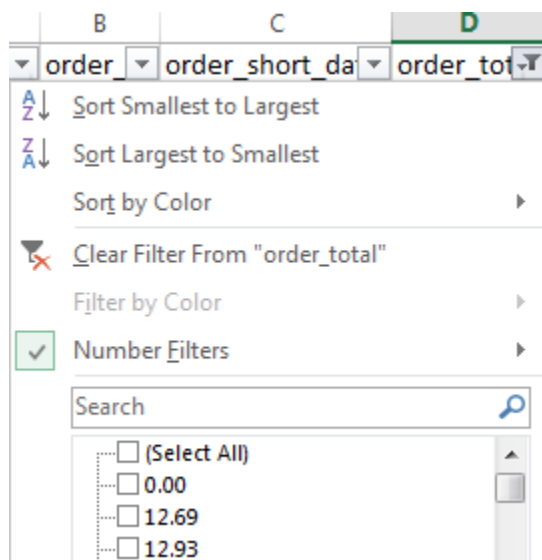 B C D
order_ order_short_da order_tot
Sort Smallest to Largest
Sort Largest to Smallest
Sort by Color
Clear Filter From "order_total"
Filter by Color
Number Filters
Search
(Select All)
0.00
12.69
12.93